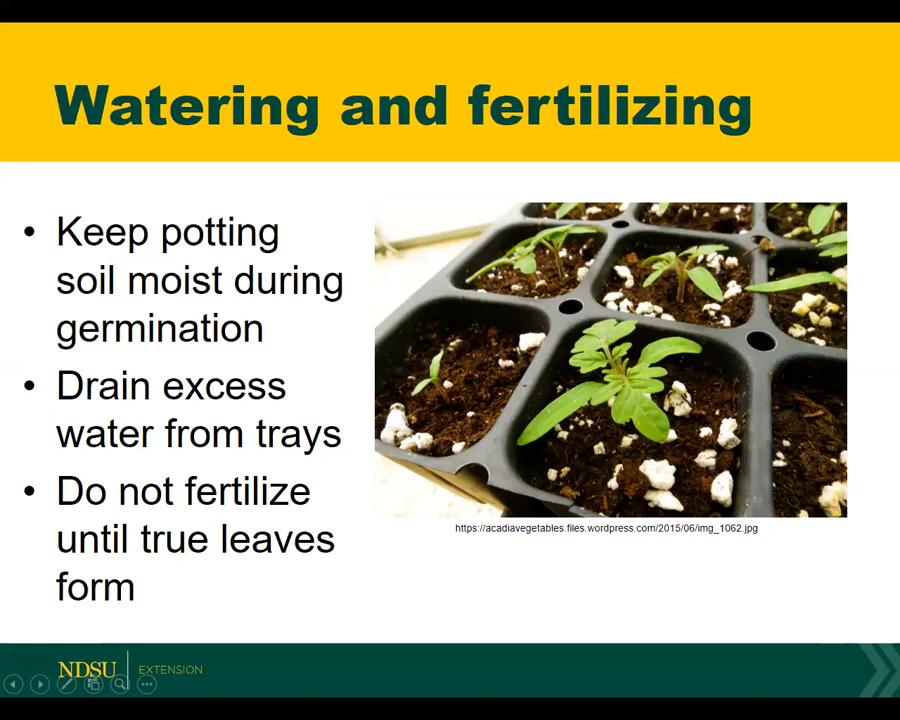 Watering and fertilizing
• Keep potting
soil moist during
germination
• Drain excess
water from trays
• Do not fertilize
until true leaves
form
https://acadiavegetables.files.wordpress.com/2015/06/img_1062.jpg
NDSU EXTENSION